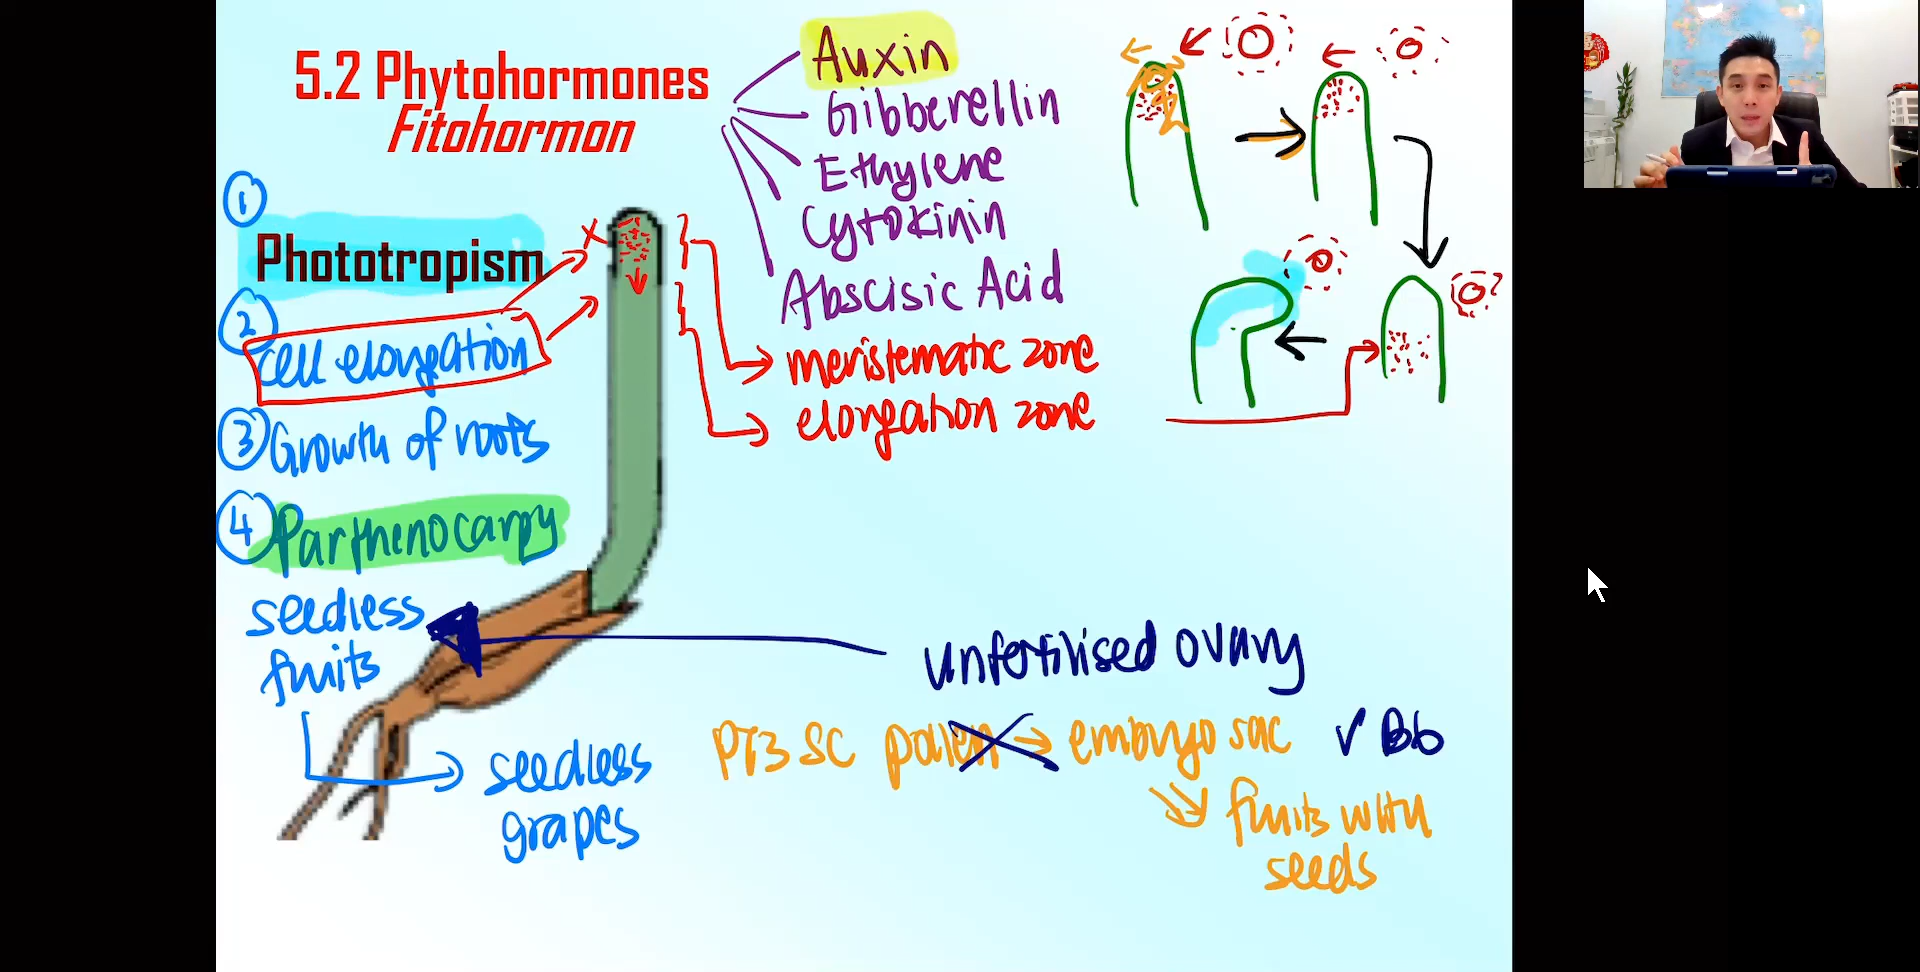 5.2 Phytohormones
Fitohormon
Auxin
Gibberellin
Ethylene
Cytokinin
Abscisic Acid
1
Phototropism
2
cell elongation
3 Growth of roots
4 Parthenocarpy
seedless
fruits
seedless
grapes
x
meristematic zone
elongation zone
unfertilised ovary
PT3 SC pollen → embryo sac
fruits with
seeds